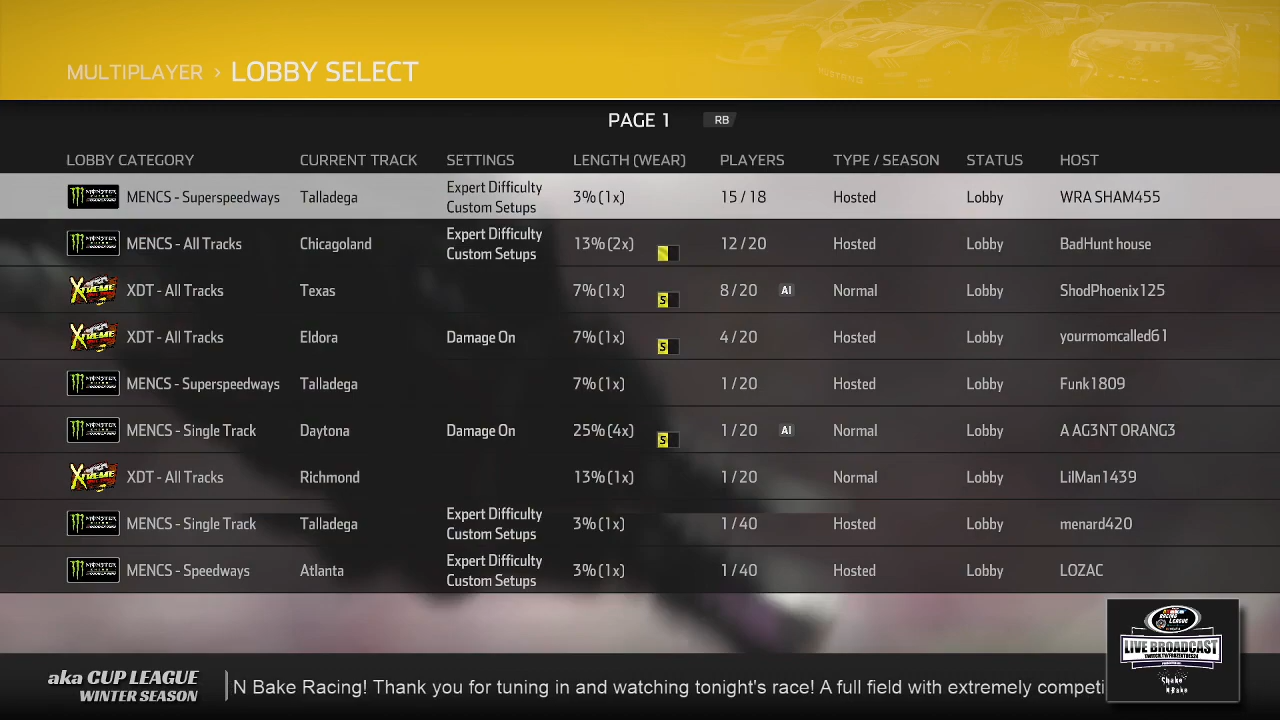 MULTIPLAYER › LOBBY SELECT
PAGE 1 RB
LOBBY CATEGORY CURRENT TRACK SETTINGS LENGTH (WEAR) PLAYERS TYPE / SEASON STATUS HOST
MENCS - Superspeedways Talladega Expert Difficulty Custom Setups 3% (1x) 15 / 18 Hosted Lobby WRA SHAM455
MENCS - All Tracks Chicagoland Expert Difficulty Custom Setups 13% (2x) 12 / 20 Hosted Lobby BadHunt house
XDT - All Tracks Texas 7% (1x) S 8 / 20 AI Normal Lobby ShodPhoenix125
XDT - All Tracks Eldora Damage On 7% (1x) S 4 / 20 Hosted Lobby yourmomcalled61
MENCS - Superspeedways Talladega 7% (1x) 1 / 20 Hosted Lobby Funk1809
MENCS - Single Track Daytona Damage On 25% (4x) S 1 / 20 AI Normal Lobby A AG3NT ORANG3
XDT - All Tracks Richmond 13% (1x) 1 / 20 Normal Lobby LilMan1439
MENCS - Single Track Talladega Expert Difficulty Custom Setups 3% (1x) 1 / 40 Hosted Lobby menard420
MENCS - Speedways Atlanta Expert Difficulty Custom Setups 3% (1x) 1 / 40 Hosted Lobby LOZAC
RACING LEAGUE
LIVE BROADCAST
Shake
N Bake
aka CUP LEAGUE
WINTER SEASON
N Bake Racing! Thank you for tuning in and watching tonight's race! A full field with extremely competi